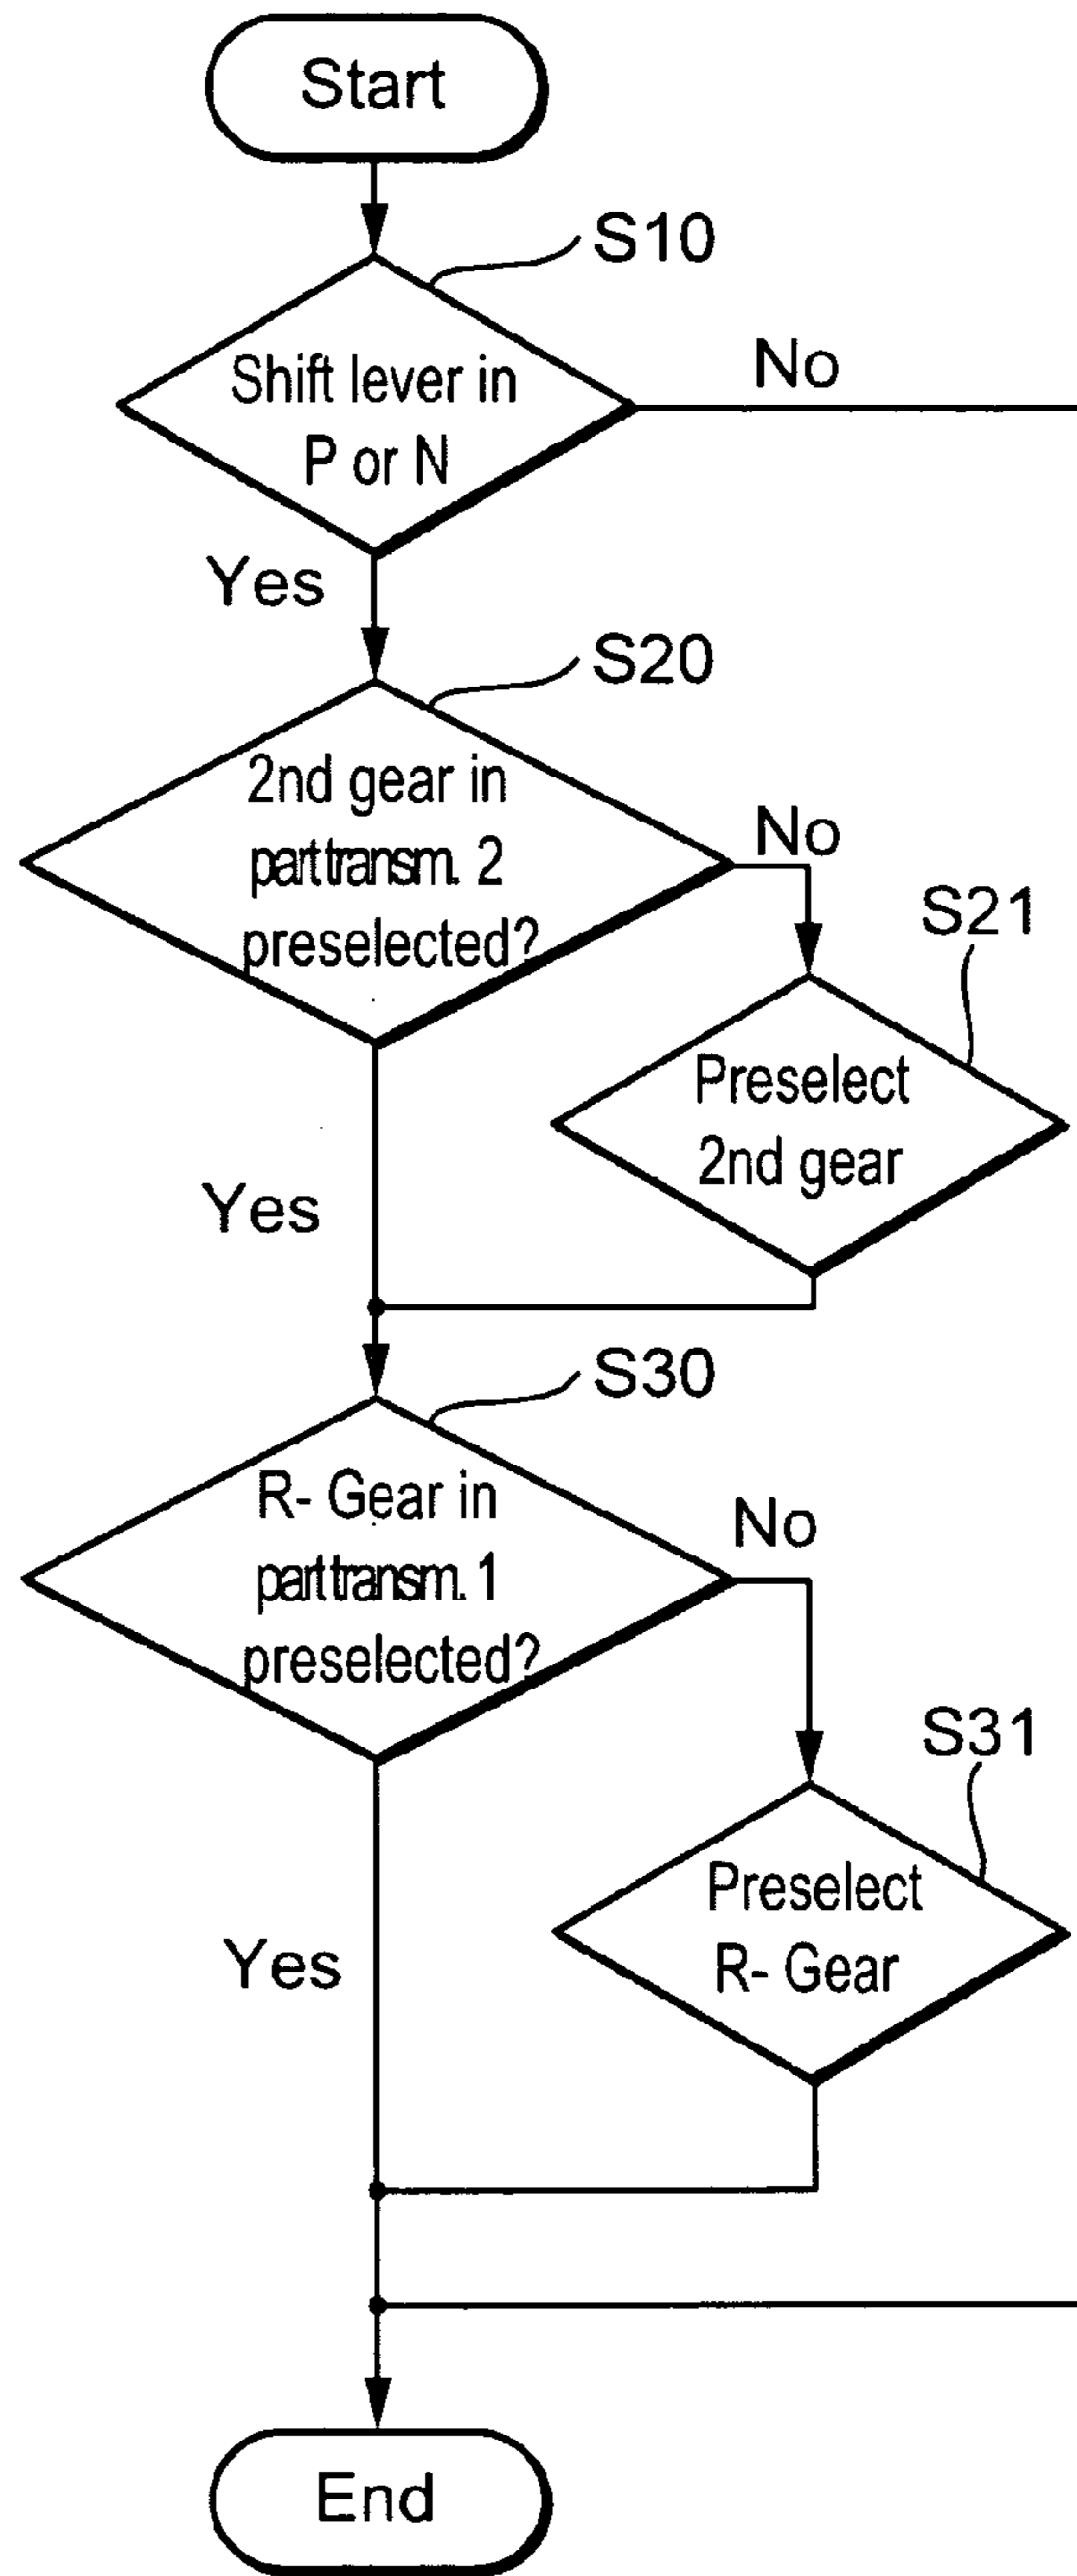 Start
S10
Shift lever in
P or N
No
Yes
S20
2nd gear in
part transm. 2
preselected?
No
S21
Preselect
2nd gear
Yes
S30
R- Gear in
part transm. 1
preselected?
No
S31
Preselect
R- Gear
Yes
End